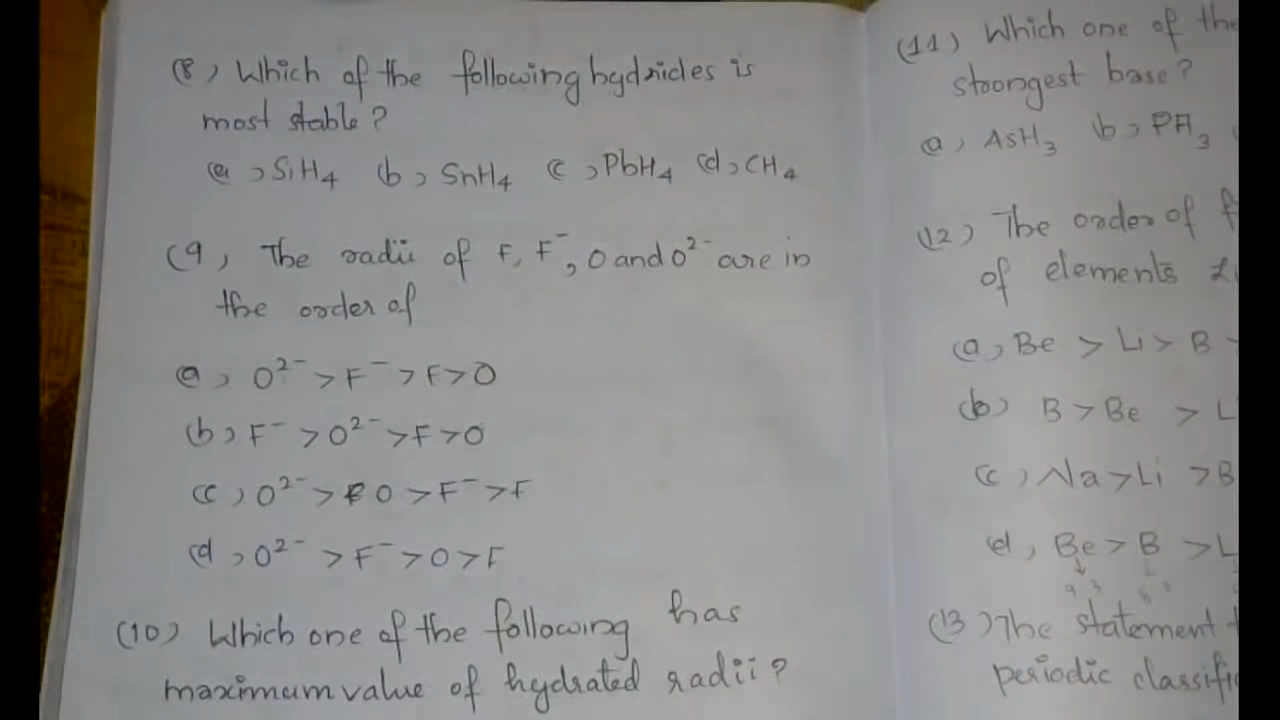 (8) Which of the following hydrides is
most stable?
(a) SiH₄ (b) SnH₄ (c) PbH₄ (d) CH₄
(9) The radii of F, F⁻, O and O²⁻ are in
the order of
(a) O²⁻ > F⁻ > F > O
(b) F⁻ > O²⁻ > F > O
(c) O²⁻ > O > F⁻ > F
(d) O²⁻ > F⁻ > O > F
(10) Which one of the following has
maximum value of hydrated radii?
(11) Which one of the
strongest base?
(a) AsH₃ (b) PH₃
(12) The order of f
of elements Li
(a) Be > Li > B
(b) B > Be > L
(c) Na > Li > B
(d) Be > B > L
(13) The statement
periodic classifi